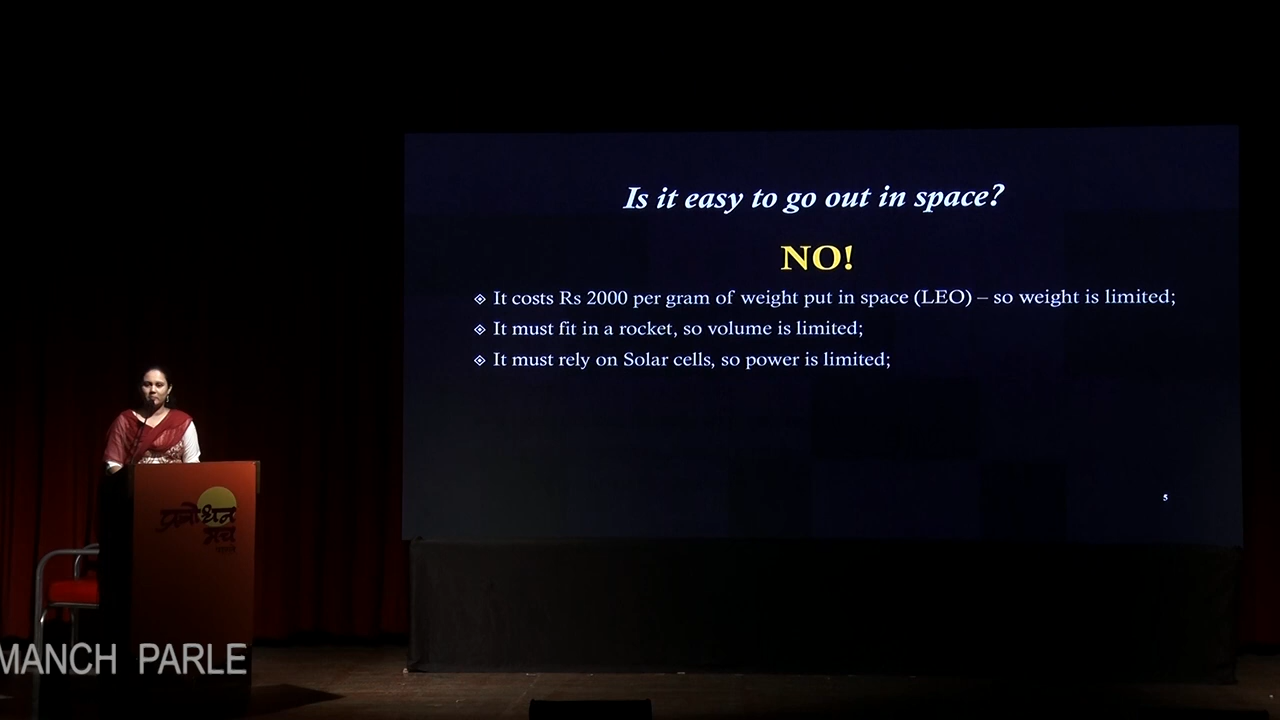 Is it easy to go out in space?
NO!
It costs Rs 2000 per gram of weight put in space (LEO) – so weight is limited;
It must fit in a rocket, so volume is limited;
It must rely on Solar cells, so power is limited;
5
प्रबोधन
मंच
MANCH PARLE